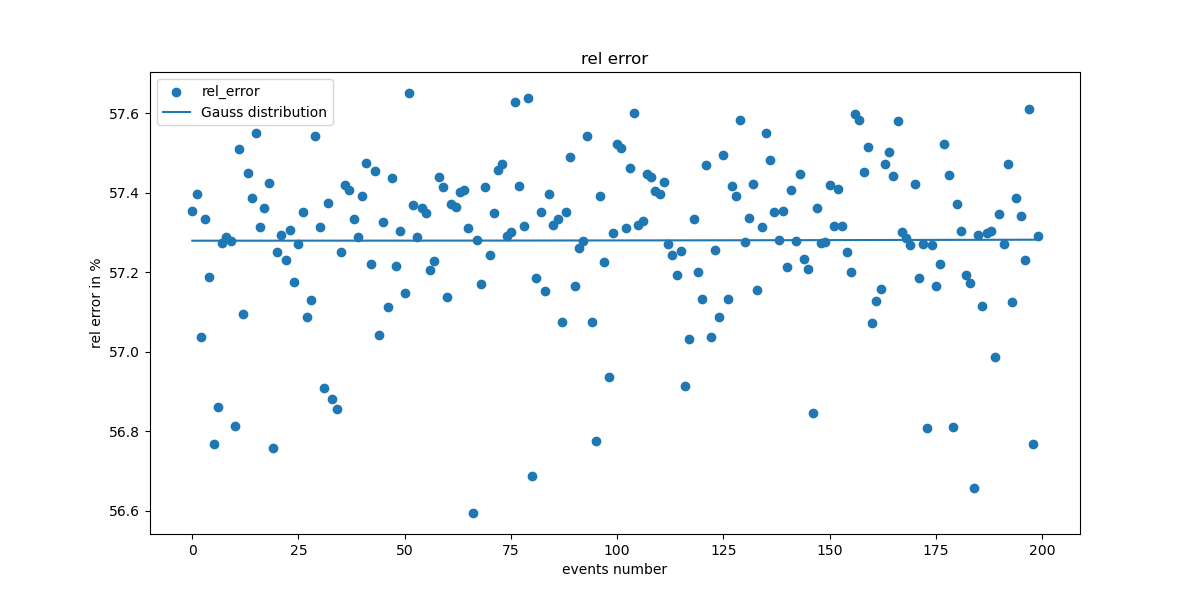 rel error
rel_error
Gauss distribution
57.6
57.4
57.2
57.0
56.8
56.6
rel error in %
0 25 50 75 100 125 150 175 200
events number